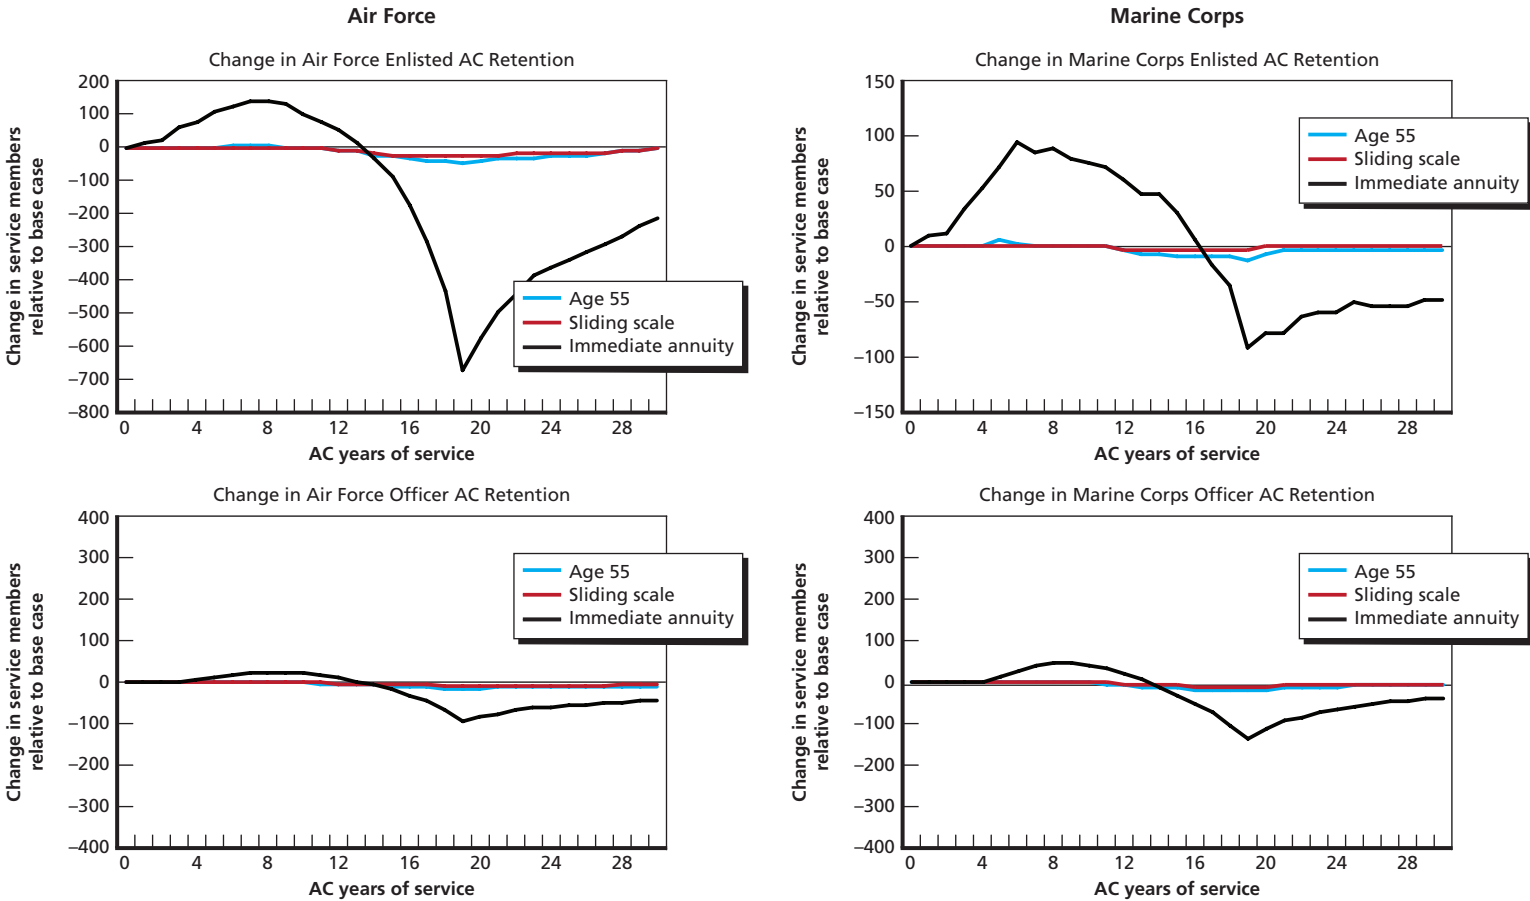 Air Force
Change in Air Force Enlisted AC Retention
Change in service members
relative to base case
200
100
0
–100
–200
–300
–400
–500
–600
–700
–800
Age 55
Sliding scale
Immediate annuity
0 4 8 12 16 20 24 28
AC years of service
Marine Corps
Change in Marine Corps Enlisted AC Retention
Change in service members
relative to base case
150
100
50
0
–50
–100
–150
Age 55
Sliding scale
Immediate annuity
0 4 8 12 16 20 24 28
AC years of service
Change in Air Force Officer AC Retention
Change in service members
relative to base case
400
300
200
100
0
–100
–200
–300
–400
Age 55
Sliding scale
Immediate annuity
0 4 8 12 16 20 24 28
AC years of service
Change in Marine Corps Officer AC Retention
Change in service members
relative to base case
400
300
200
100
0
–100
–200
–300
–400
Age 55
Sliding scale
Immediate annuity
0 4 8 12 16 20 24 28
AC years of service